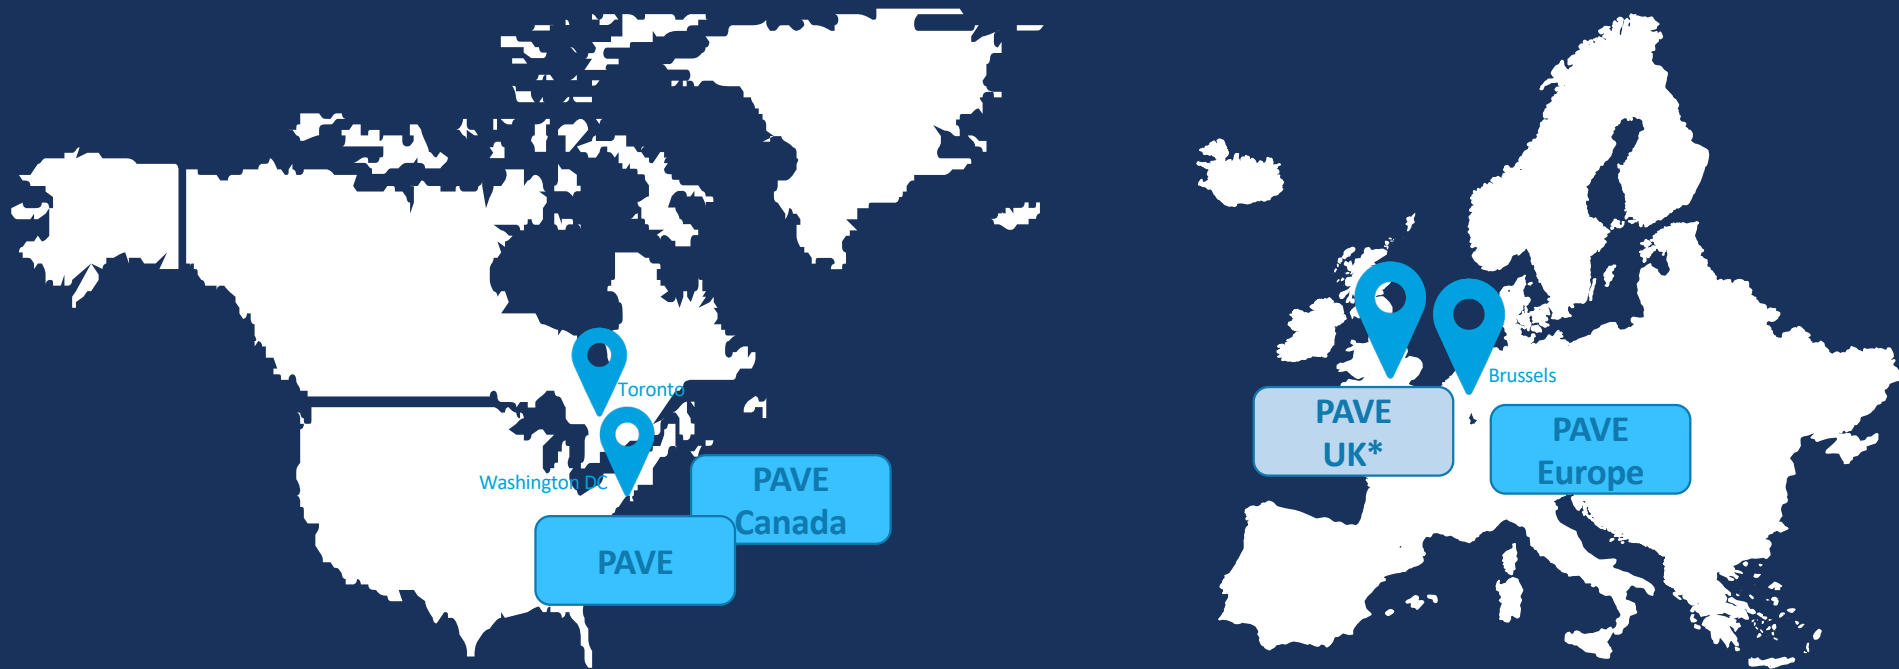 Toronto
Washington DC
PAVE
Canada
PAVE
Brussels
PAVE
UK*
PAVE
Europe